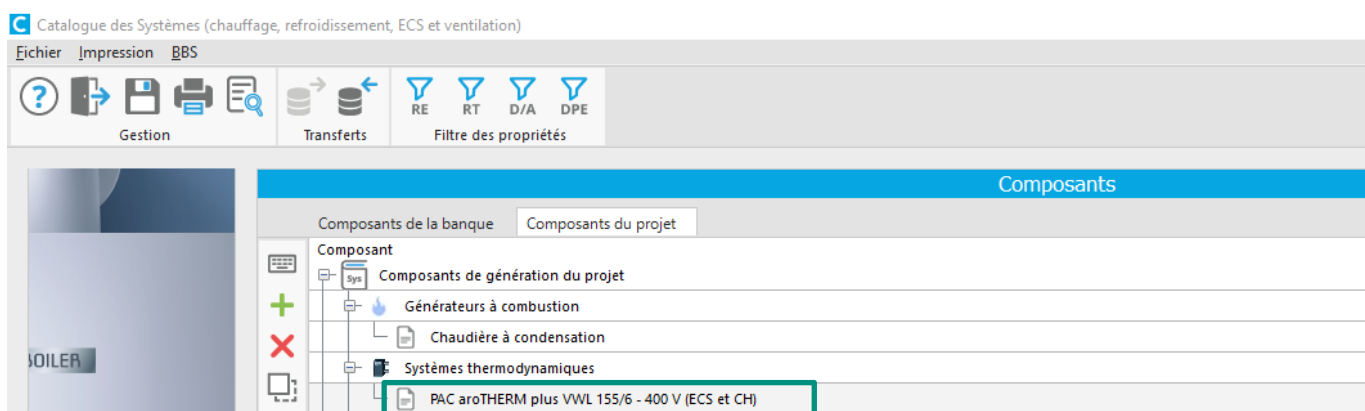 C Catalogue des Systèmes (chauffage, refroidissement, ECS et ventilation)
Fichier Impression BBS
? RE RT D/A DPE
Gestion Transferts Filtre des propriétés
Composants
Composants de la banque Composants du projet
Composant
Sys Composants de génération du projet
Générateurs à combustion
Chaudière à condensation
BOILER Systèmes thermodynamiques
PAC aroTHERM plus VWL 155/6 - 400 V (ECS et CH)